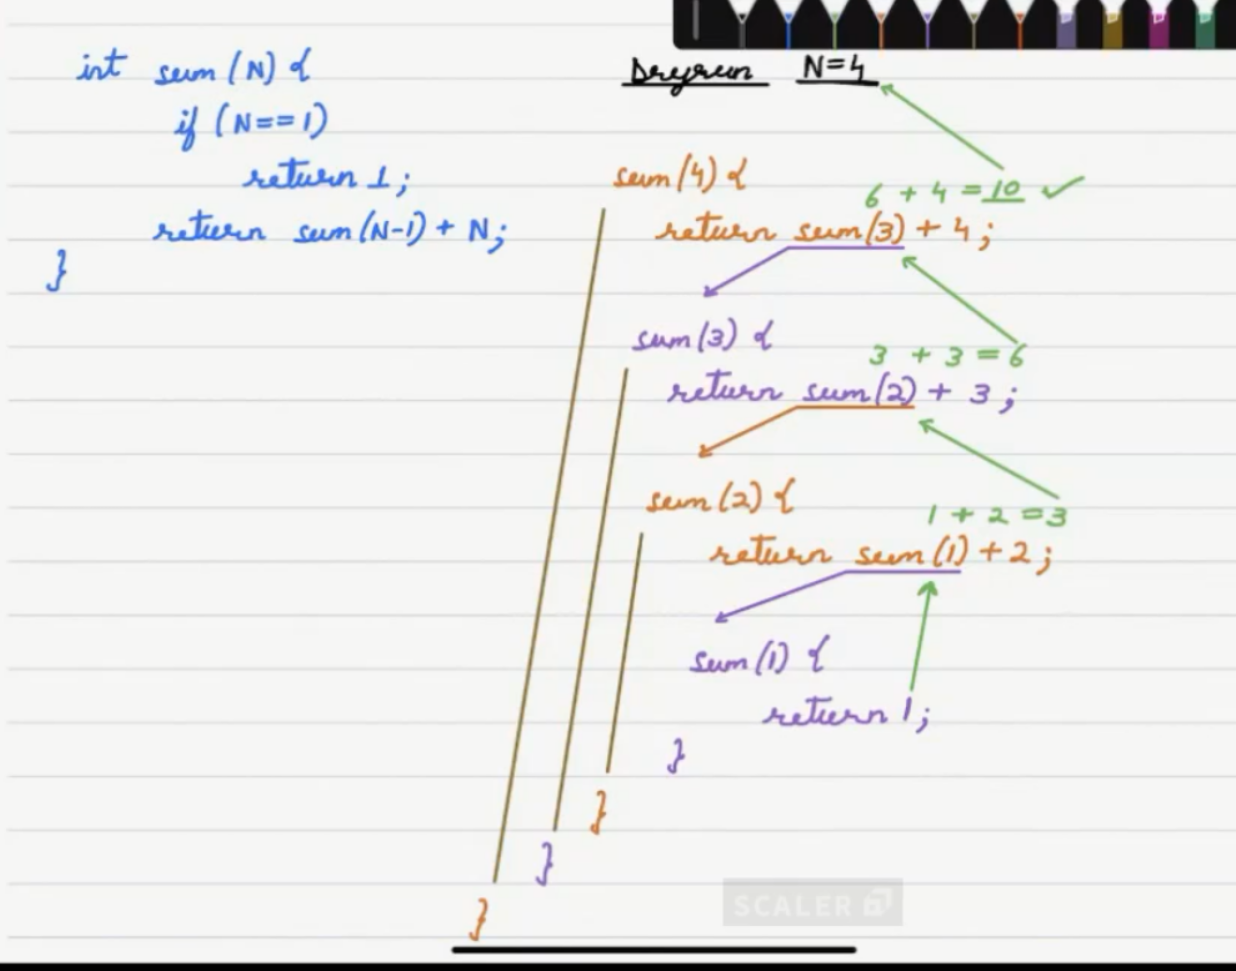 int sum(N) {
if (N==1)
return 1;
return sum(N-1) + N;
}
Dryrun N=4
sum(4) {
6 + 4 = 10 ✓
return sum(3) + 4;
sum(3) {
3 + 3 = 6
return sum(2) + 3;
sum(2) {
1 + 2 = 3
return sum(1) + 2;
sum(1) {
return 1;
}
}
}
}
SCALER